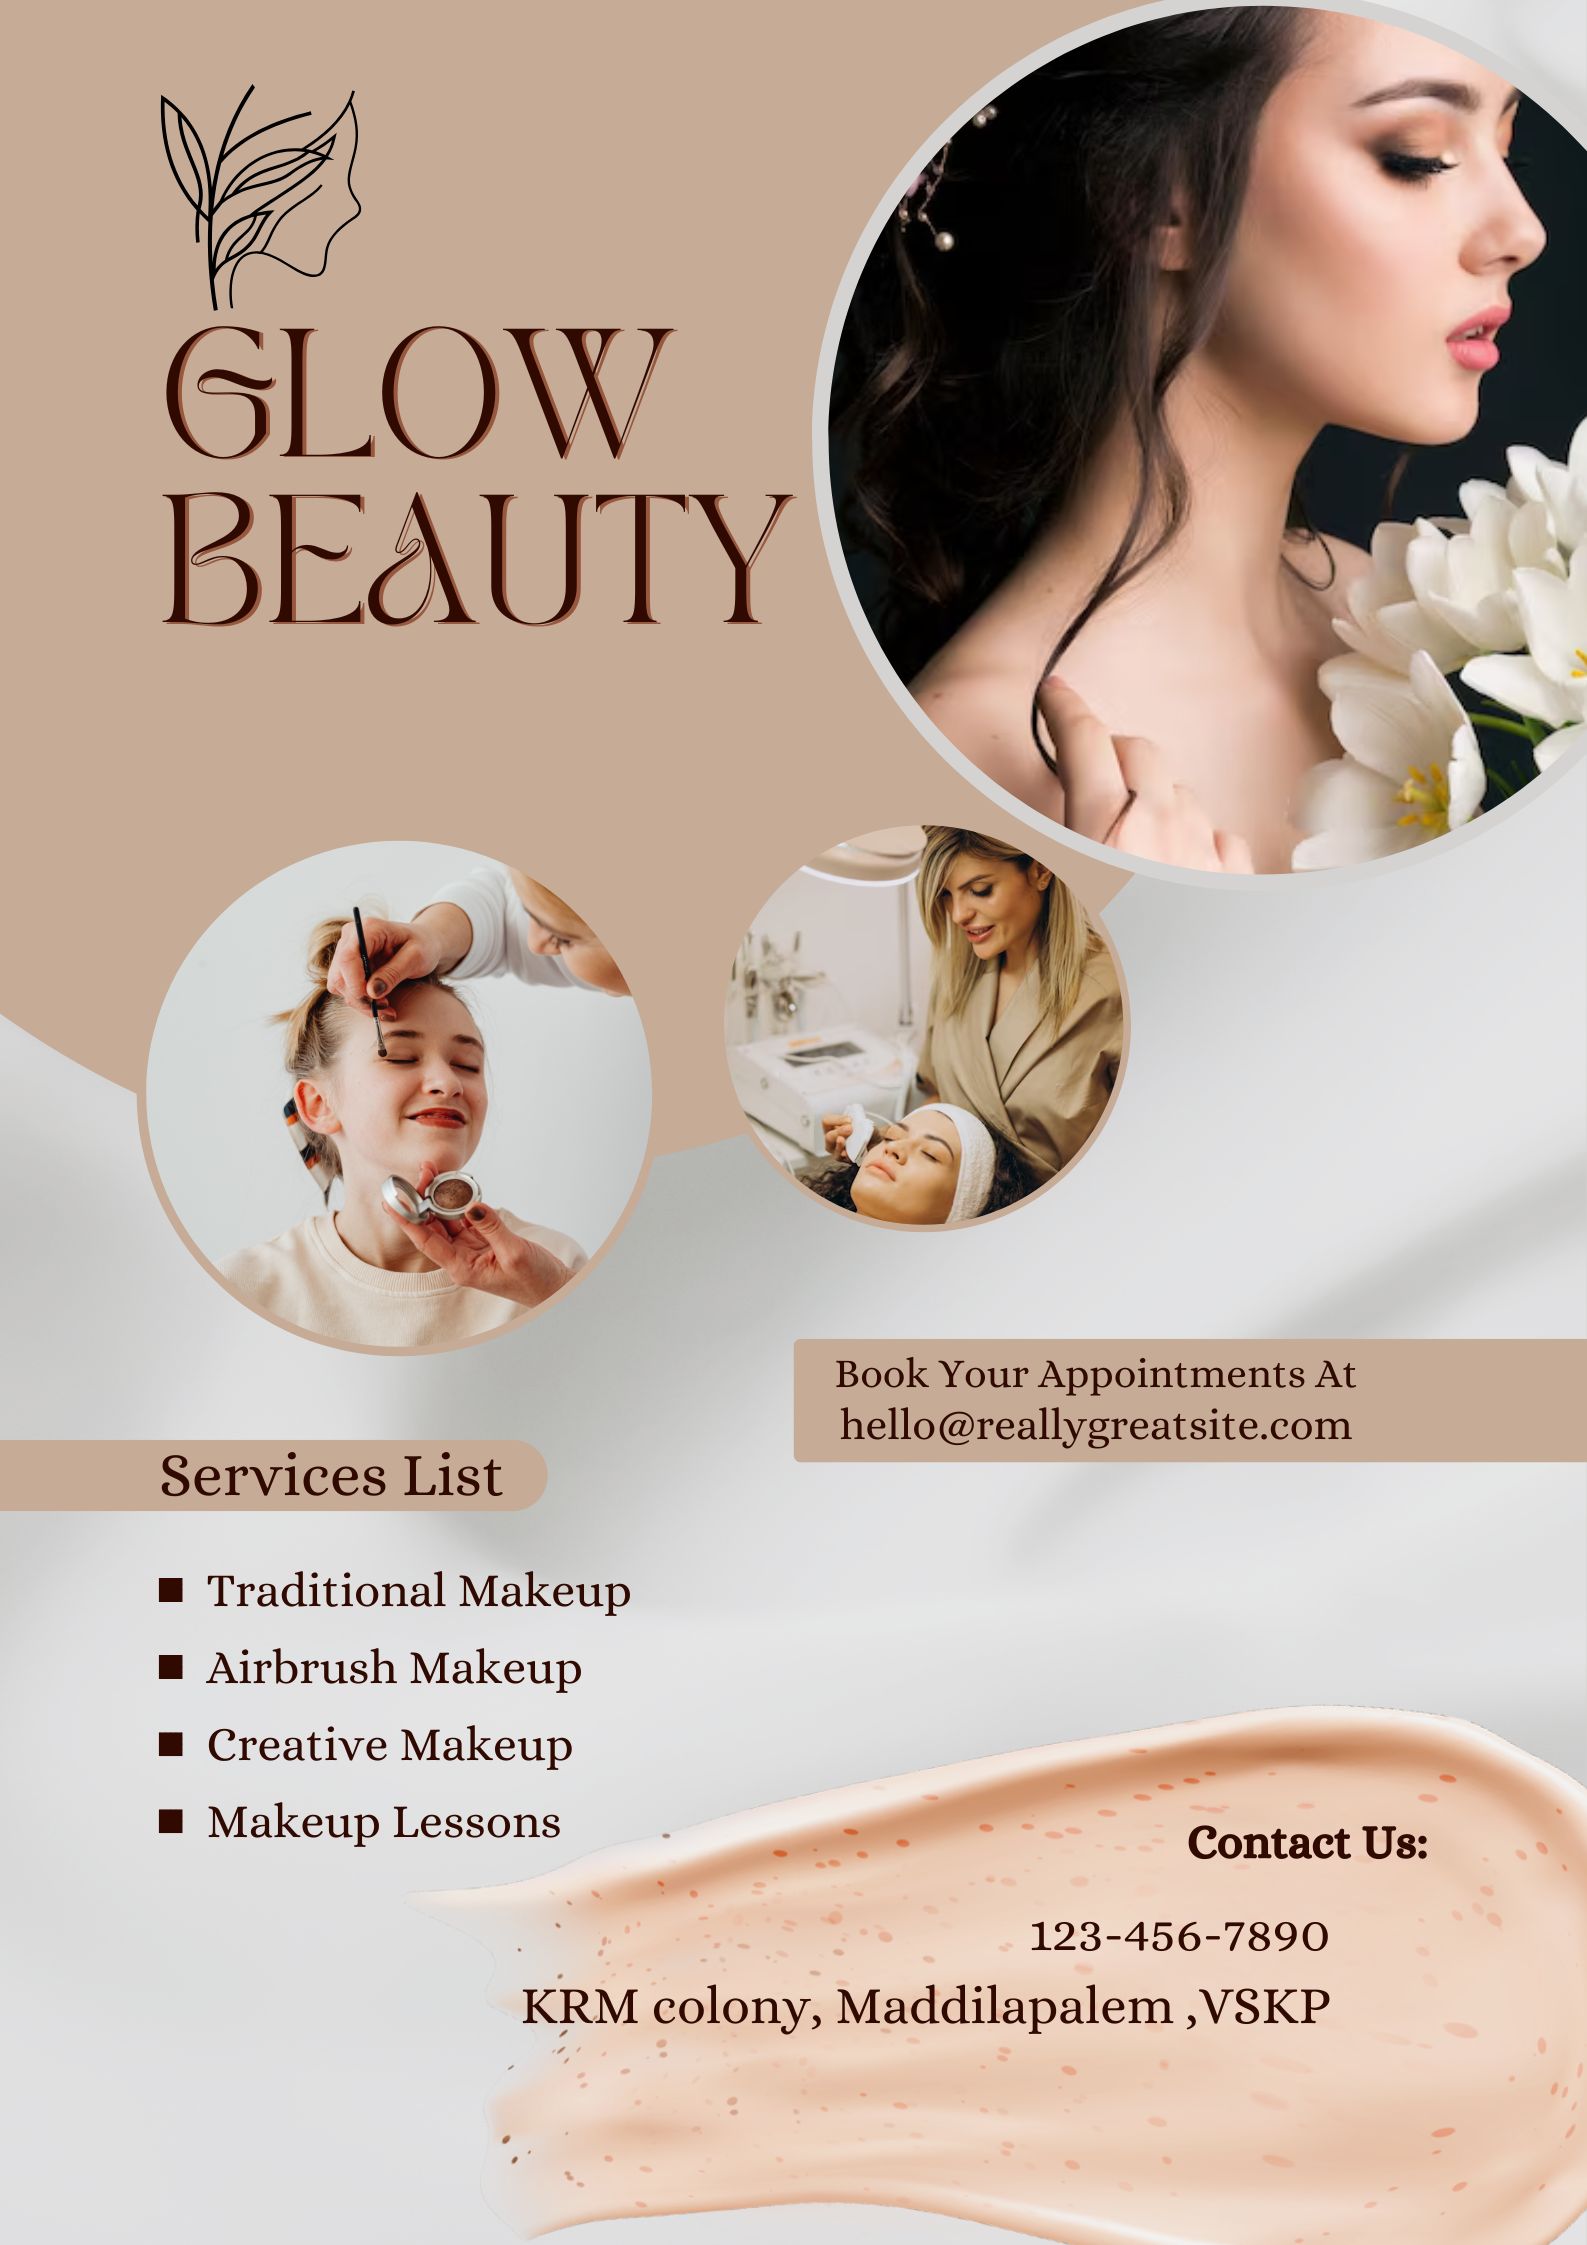 GLOW
BEAUTY
Book Your Appointments At
hello@reallygreatsite.com
Services List
Traditional Makeup
Airbrush Makeup
Creative Makeup
Makeup Lessons
Contact Us:
123-456-7890
KRM colony, Maddilapalem ,VSKP